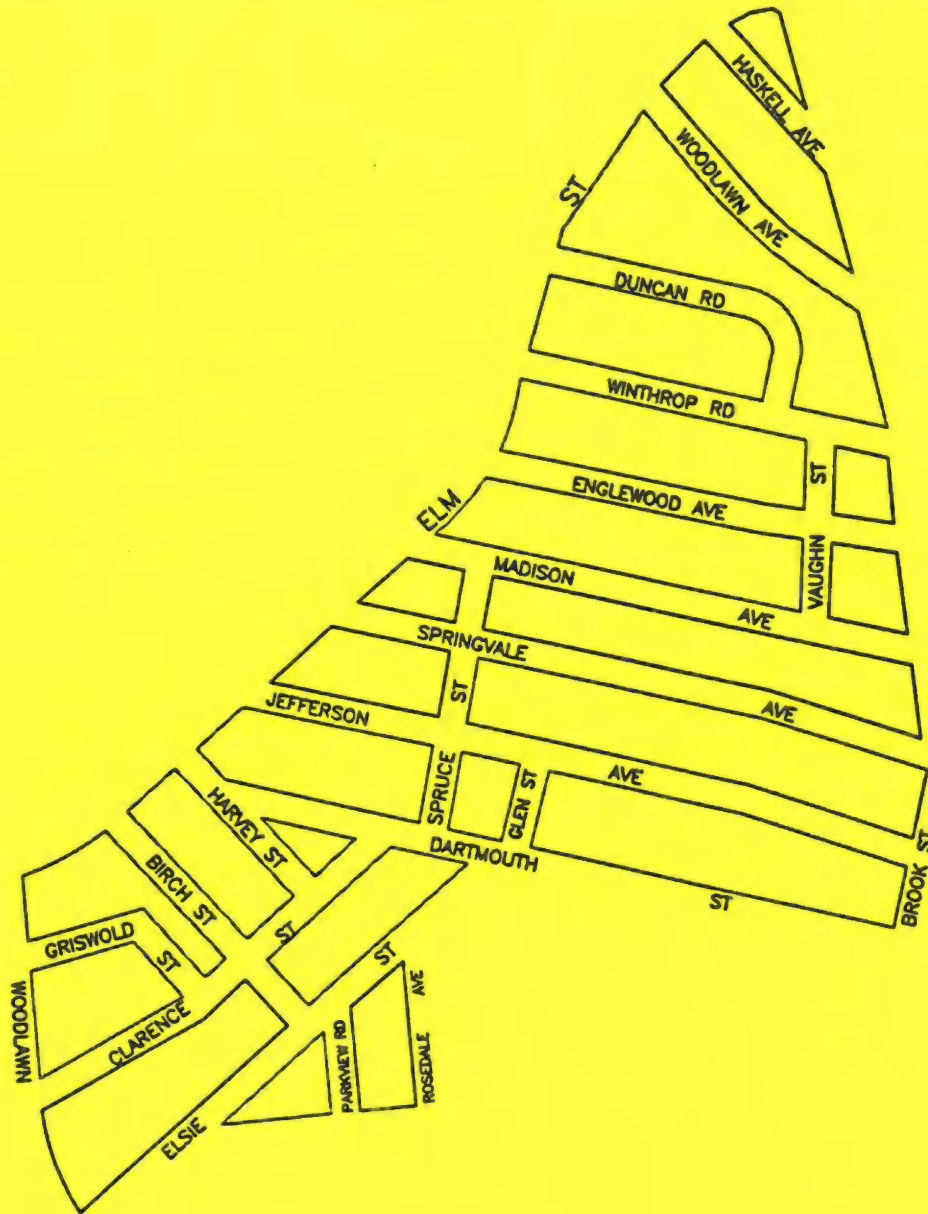 HASKELL AVE
WOODLAWN AVE
ST
DUNCAN RD
WINTHROP RD
ST
ENGLEWOOD AVE
ELM
VAUGHN
MADISON
AVE
SPRINGVALE
ST
AVE
JEFFERSON
AVE
SPRUCE
GLEN ST
HARVEY ST
DARTMOUTH
ST
BROOK
ST
BIRCH ST
ST
GRISWOLD
ST
ST
AVE
WOODLAWN
CLARENCE
PARKVIEW RD
ROSEDALE
ELSIE